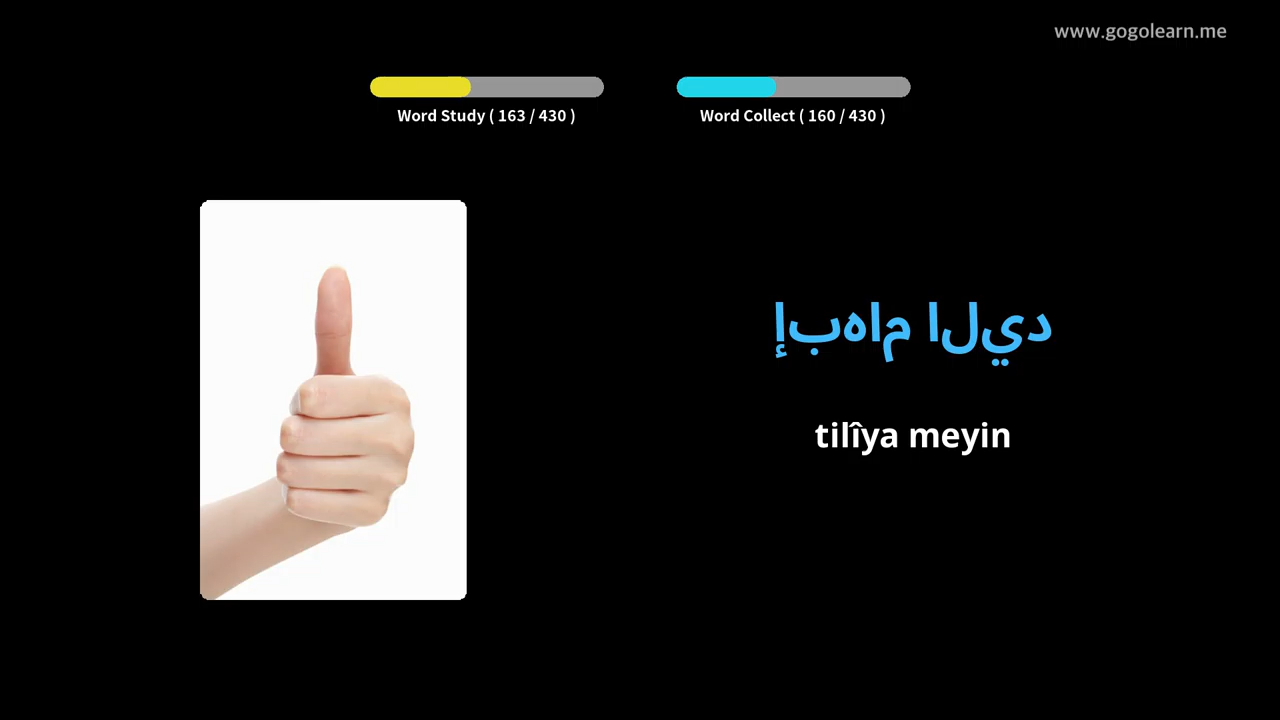 www.gogolearn.me
Word Study ( 163 / 430 )
Word Collect ( 160 / 430 )
إبهام اليد
tilîya meyin